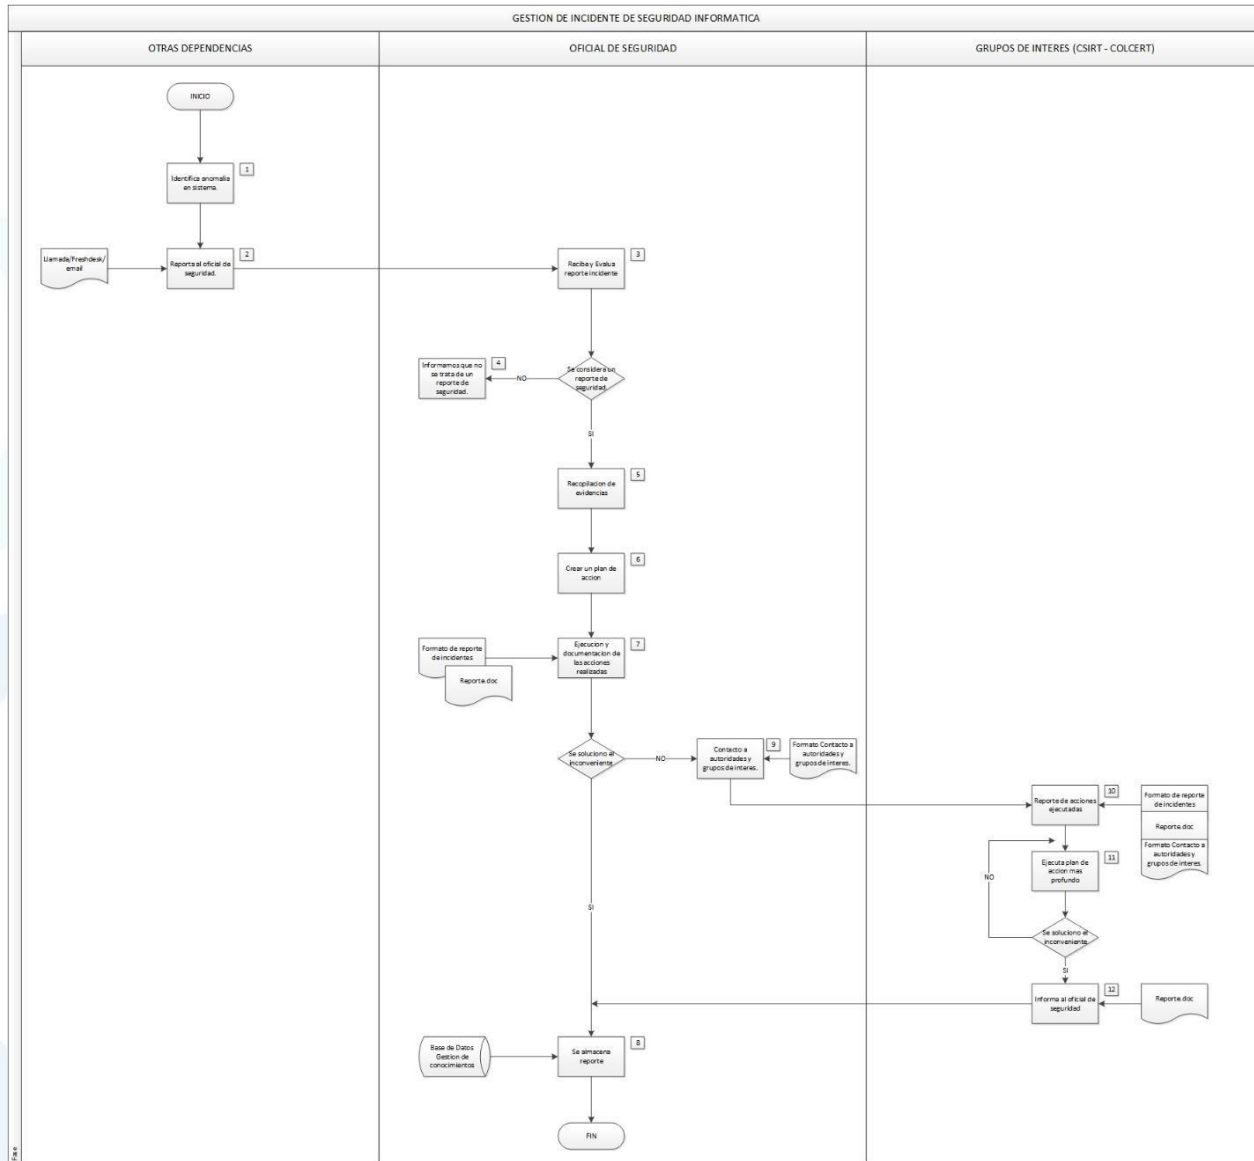 GESTION DE INCIDENTE DE SEGURIDAD INFORMATICA
OTRAS DEPENDENCIAS
OFICIAL DE SEGURIDAD
GRUPOS DE INTERES (CSIRT - COLCERT)
INICIO
1
Identifica anomalia
en sistema.
Llamada/Freshdesk/
email
2
Reporta al oficial de
seguridad.
3
Recibe y Evalua
reporte incidente
4
Informamos que no
se trata de un
reporte de
seguridad.
NO
Se considera un
reporte de
seguridad.
SI
5
Recopilacion de
evidencias
6
Crear un plan de
accion
Formato de reporte
de incidentes
Reporte.doc
7
Ejecucion y
documentacion de
las acciones
realizadas
Se soluciono el
inconveniente
NO
9
Contacto a
autoridades y
grupos de interes.
Formato Contacto a
autoridades y
grupos de interes.
10
Reporte de acciones
ejecutadas
Formato de reporte
de incidentes
Reporte.doc
Formato Contacto a
autoridades y
grupos de interes.
11
Ejecuta plan de
accion mas
profundo
NO
SI
Se soluciono el
inconveniente
SI
12
Informa al oficial de
seguridad
Reporte.doc
Base de Datos
Gestion de
conocimientos
8
Se almacena
reporte
FIN
Fase